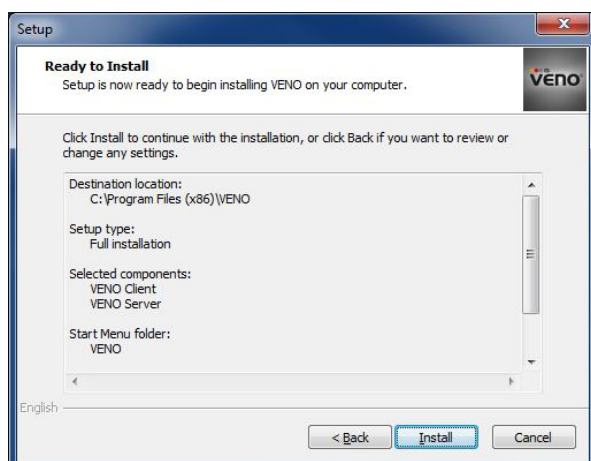 Setup
Ready to Install
Setup is now ready to begin installing VENO on your computer.
vëno
Click Install to continue with the installation, or click Back if you want to review or
change any settings.
Destination location:
C:\Program Files (x86)\VENO
Setup type:
Full installation
Selected components:
VENO Client
VENO Server
Start Menu folder:
VENO
English
< Back
Install
Cancel